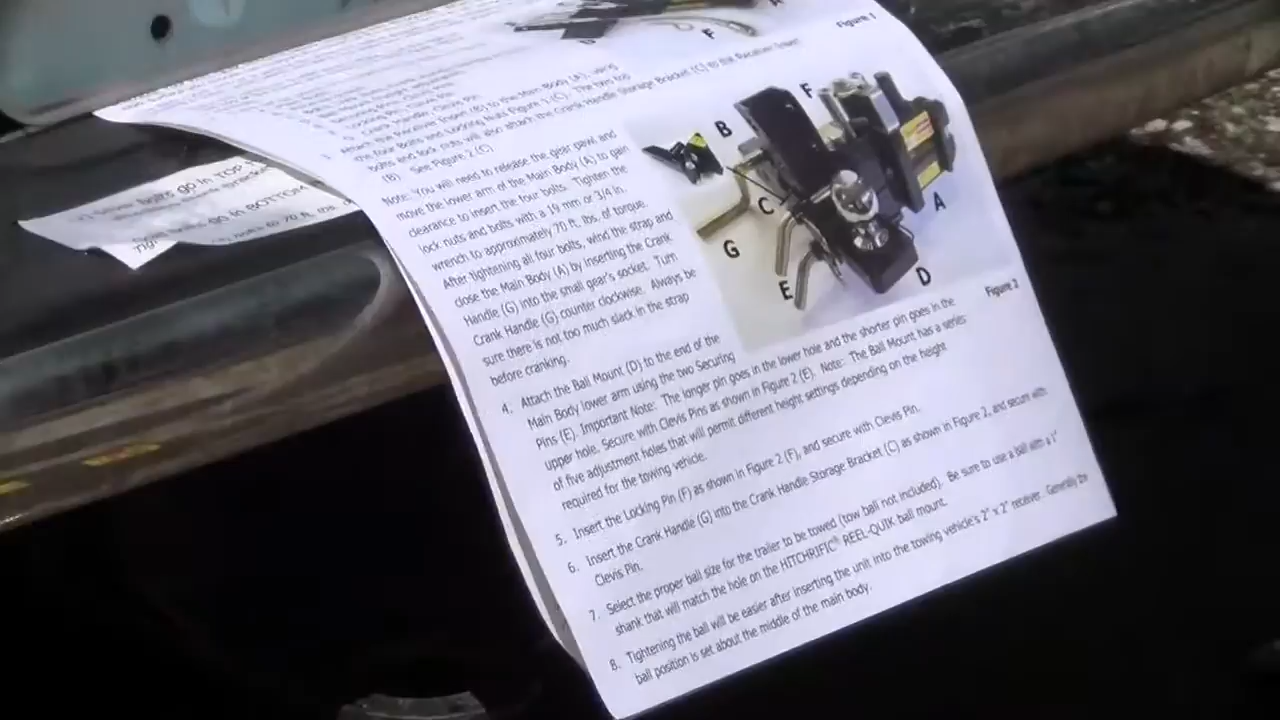 Figure 1
F
Crank Handle, Clevis Pin
Attach the Receiver Insert (B) to the Main Body (A), using
the four Bolts and Locking Nuts Figure 1 (C). The two top
bolts and lock nuts will also attach the Crank Handle Storage Bracket (C) to the Receiver Insert
(B). See Figure 2 (C)
Note: You will need to release the gear pawl and
move the lower arm of the Main Body (A) to gain
clearance to insert the four bolts. Tighten the
lock nuts and bolts with a 19 mm or 3/4 in.
wrench to approximately 70 ft. lbs. of torque.
After tightening all four bolts, wind the strap and
close the Main Body (A) by inserting the Crank
Handle (G) into the small gear's socket. Turn
Crank Handle (G) counter clockwise. Always be
sure there is not too much slack in the strap
before cranking.
B
F
C
A
G
E
D
Figure 2
4. Attach the Ball Mount (D) to the end of the
Main Body lower arm using the two Securing
Pins (E). Important Note: The longer pin goes in the lower hole and the shorter pin goes in the
upper hole. Secure with Clevis Pins as shown in Figure 2 (E). Note: The Ball Mount has a series
of five adjustment holes that will permit different height settings depending on the height
required for the towing vehicle.
5. Insert the Locking Pin (F) as shown in Figure 2 (F), and secure with Clevis Pin.
6. Insert the Crank Handle (G) into the Crank Handle Storage Bracket (C) as shown in Figure 2, and secure with
Clevis Pin.
7. Select the proper ball size for the trailer to be towed (tow ball not included). Be sure to use a ball with a 1"
shank that will match the hole on the HITCHRIFIC® REEL-QUIK ball mount.
8. Tightening the ball will be easier after inserting the unit into the towing vehicle's 2" x 2" receiver. Generally the
ball position is set about the middle of the main body.
bolts go in TOP
go in BOTTOM